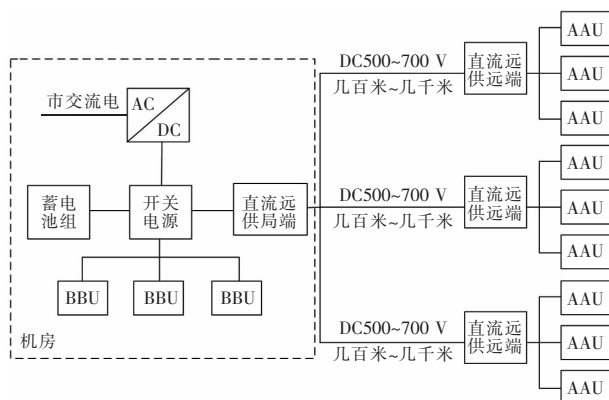 市交流电
AC
DC
蓄电
池组
开关
电源
直流远
供局端
BBU
BBU
BBU
机房
DC500~700 V
几百米~几千米
直流远
供远端
AAU
AAU
AAU
DC500~700 V
几百米~几千米
直流远
供远端
AAU
AAU
AAU
DC500~700 V
几百米~几千米
直流远
供远端
AAU
AAU
AAU